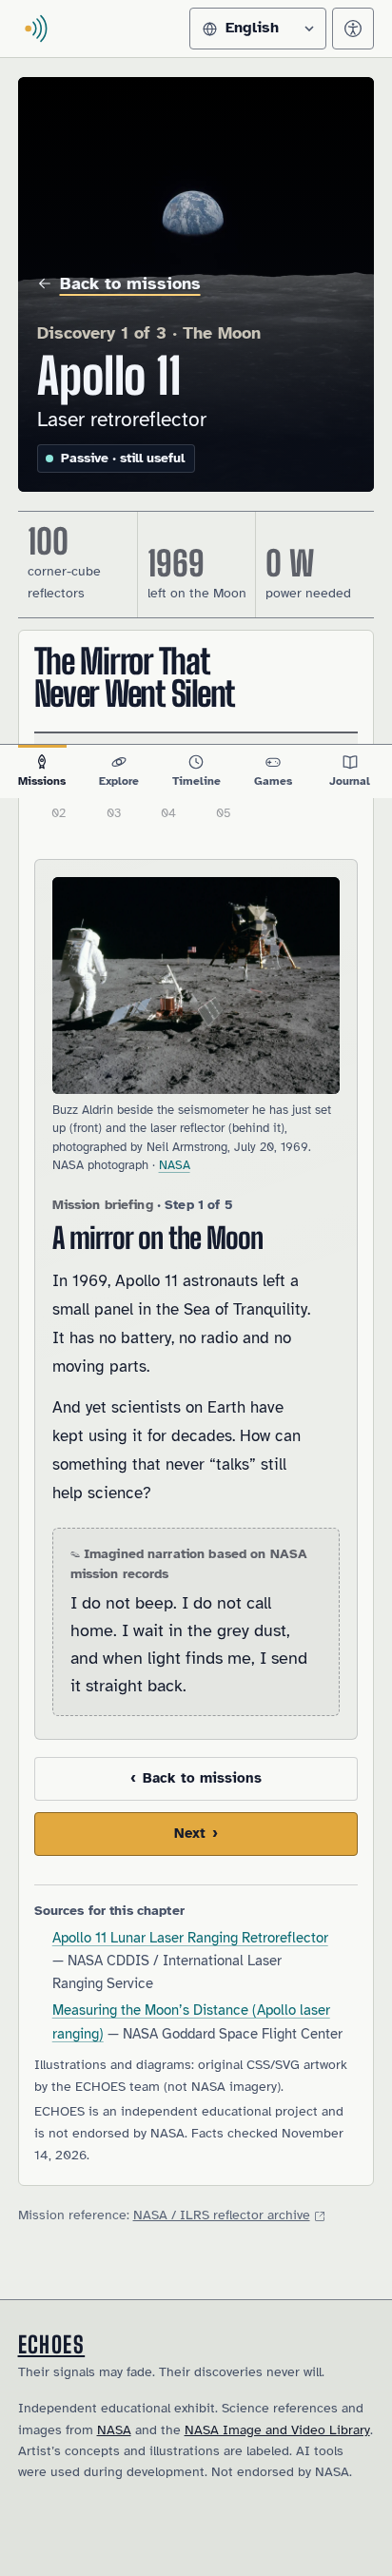 English
← Back to missions
Discovery 1 of 3 · The Moon
Apollo 11
Laser retroreflector
Passive · still useful
100
corner-cube
reflectors
1969
left on the Moon
0 W
power needed
The Mirror That
Never Went Silent
Missions
Explore
Timeline
Games
Journal
02 03 04 05
Buzz Aldrin beside the seismometer he has just set
up (front) and the laser reflector (behind it),
photographed by Neil Armstrong, July 20, 1969.
NASA photograph · NASA
Mission briefing · Step 1 of 5
A mirror on the Moon
In 1969, Apollo 11 astronauts left a
small panel in the Sea of Tranquility.
It has no battery, no radio and no
moving parts.
And yet scientists on Earth have
kept using it for decades. How can
something that never “talks” still
help science?
Imagined narration based on NASA
mission records
I do not beep. I do not call
home. I wait in the grey dust,
and when light finds me, I send
it straight back.
‹ Back to missions
Next ›
Sources for this chapter
Apollo 11 Lunar Laser Ranging Retroreflector
— NASA CDDIS / International Laser
Ranging Service
Measuring the Moon’s Distance (Apollo laser
ranging) — NASA Goddard Space Flight Center
Illustrations and diagrams: original CSS/SVG artwork
by the ECHOES team (not NASA imagery).
ECHOES is an independent educational project and
is not endorsed by NASA. Facts checked November
14, 2026.
Mission reference: NASA / ILRS reflector archive
ECHOES
Their signals may fade. Their discoveries never will.
Independent educational exhibit. Science references and
images from NASA and the NASA Image and Video Library.
Artist’s concepts and illustrations are labeled. AI tools
were used during development. Not endorsed by NASA.